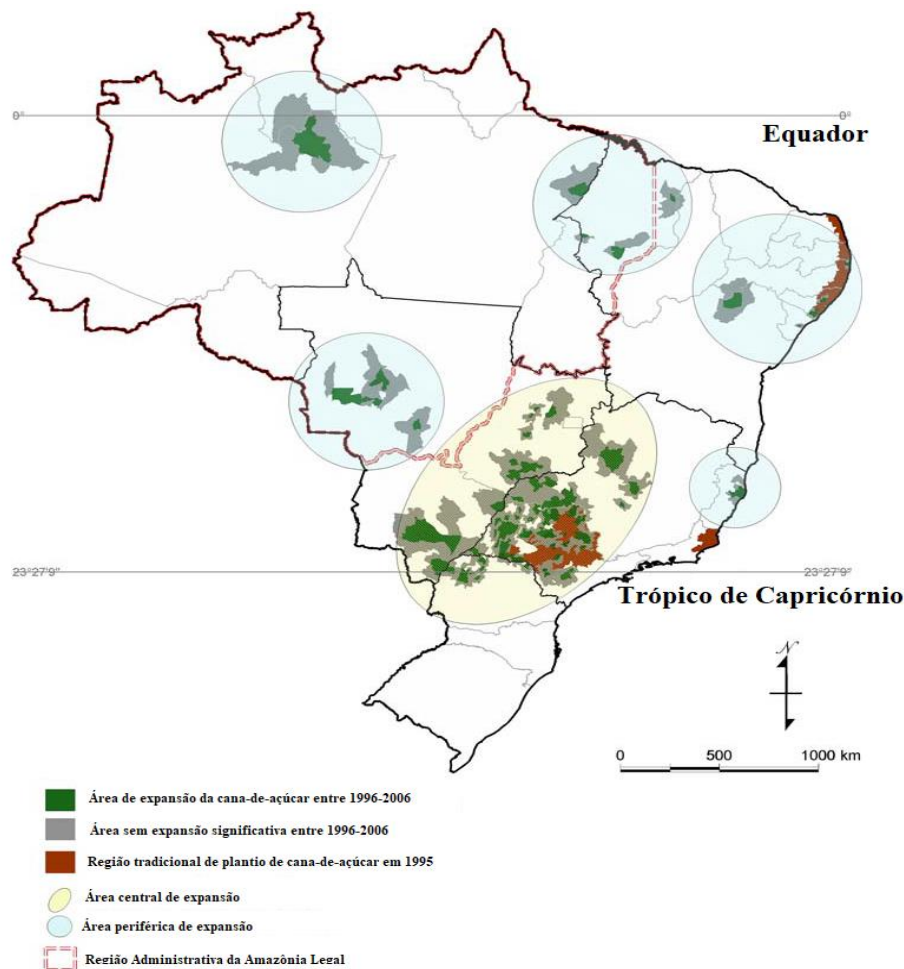 0°
0°
Equador
23°27'9"
23°27'9"
Trópico de Capricórnio
N
0
500
1000 km
Área de expansão da cana-de-açúcar entre 1996-2006
Área sem expansão significativa entre 1996-2006
Região tradicional de plantio de cana-de-açúcar em 1995
Área central de expansão
Área periférica de expansão
Região Administrativa da Amazônia Legal